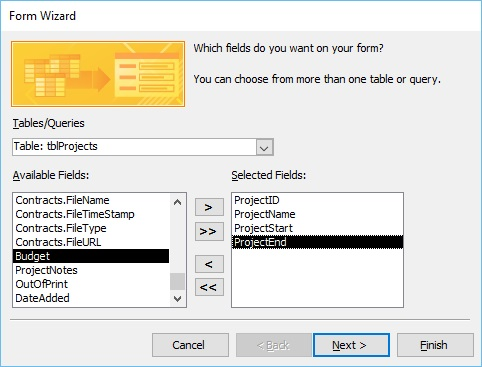 Form Wizard
Which fields do you want on your form?
You can choose from more than one table or query.
Tables/Queries
Table: tblProjects
Available Fields:
Selected Fields:
Contracts.FileName
Contracts.FileTimeStamp
Contracts.FileType
Contracts.FileURL
Budget
ProjectNotes
OutOfPrint
DateAdded
>
>>
<
<<
ProjectID
ProjectName
ProjectStart
ProjectEnd
Cancel
< Back
Next >
Finish